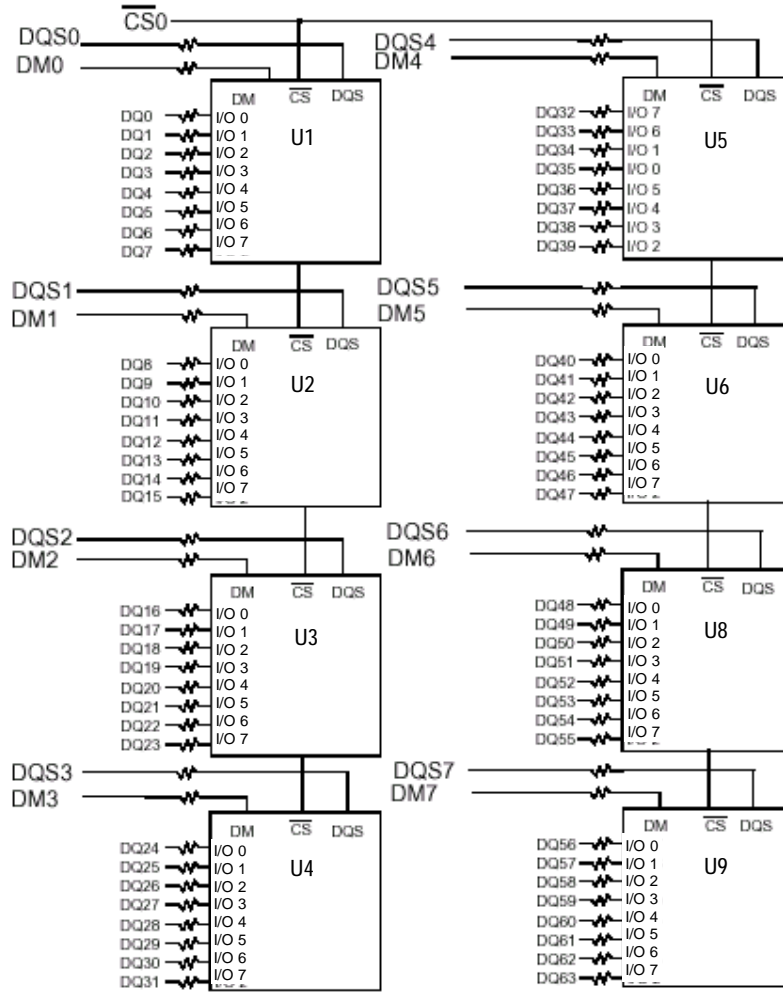 CS0
DQS0
DM0
DM CS DQS
U1
DQ0 I/O 0
DQ1 I/O 1
DQ2 I/O 2
DQ3 I/O 3
DQ4 I/O 4
DQ5 I/O 5
DQ6 I/O 6
DQ7 I/O 7
DQS1
DM1
DM CS DQS
U2
DQ8 I/O 0
DQ9 I/O 1
DQ10 I/O 2
DQ11 I/O 3
DQ12 I/O 4
DQ13 I/O 5
DQ14 I/O 6
DQ15 I/O 7
DQS2
DM2
DM CS DQS
U3
DQ16 I/O 0
DQ17 I/O 1
DQ18 I/O 2
DQ19 I/O 3
DQ20 I/O 4
DQ21 I/O 5
DQ22 I/O 6
DQ23 I/O 7
DQS3
DM3
DM CS DQS
U4
DQ24 I/O 0
DQ25 I/O 1
DQ26 I/O 2
DQ27 I/O 3
DQ28 I/O 4
DQ29 I/O 5
DQ30 I/O 6
DQ31 I/O 7
DQS4
DM4
DM CS DQS
U5
DQ32 I/O 7
DQ33 I/O 6
DQ34 I/O 1
DQ35 I/O 0
DQ36 I/O 5
DQ37 I/O 4
DQ38 I/O 3
DQ39 I/O 2
DQS5
DM5
DM CS DQS
U6
DQ40 I/O 0
DQ41 I/O 1
DQ42 I/O 2
DQ43 I/O 3
DQ44 I/O 4
DQ45 I/O 5
DQ46 I/O 6
DQ47 I/O 7
DQS6
DM6
DM CS DQS
U8
DQ48 I/O 0
DQ49 I/O 1
DQ50 I/O 2
DQ51 I/O 3
DQ52 I/O 4
DQ53 I/O 5
DQ54 I/O 6
DQ55 I/O 7
DQS7
DM7
DM CS DQS
U9
DQ56 I/O 0
DQ57 I/O 1
DQ58 I/O 2
DQ59 I/O 3
DQ60 I/O 4
DQ61 I/O 5
DQ62 I/O 6
DQ63 I/O 7